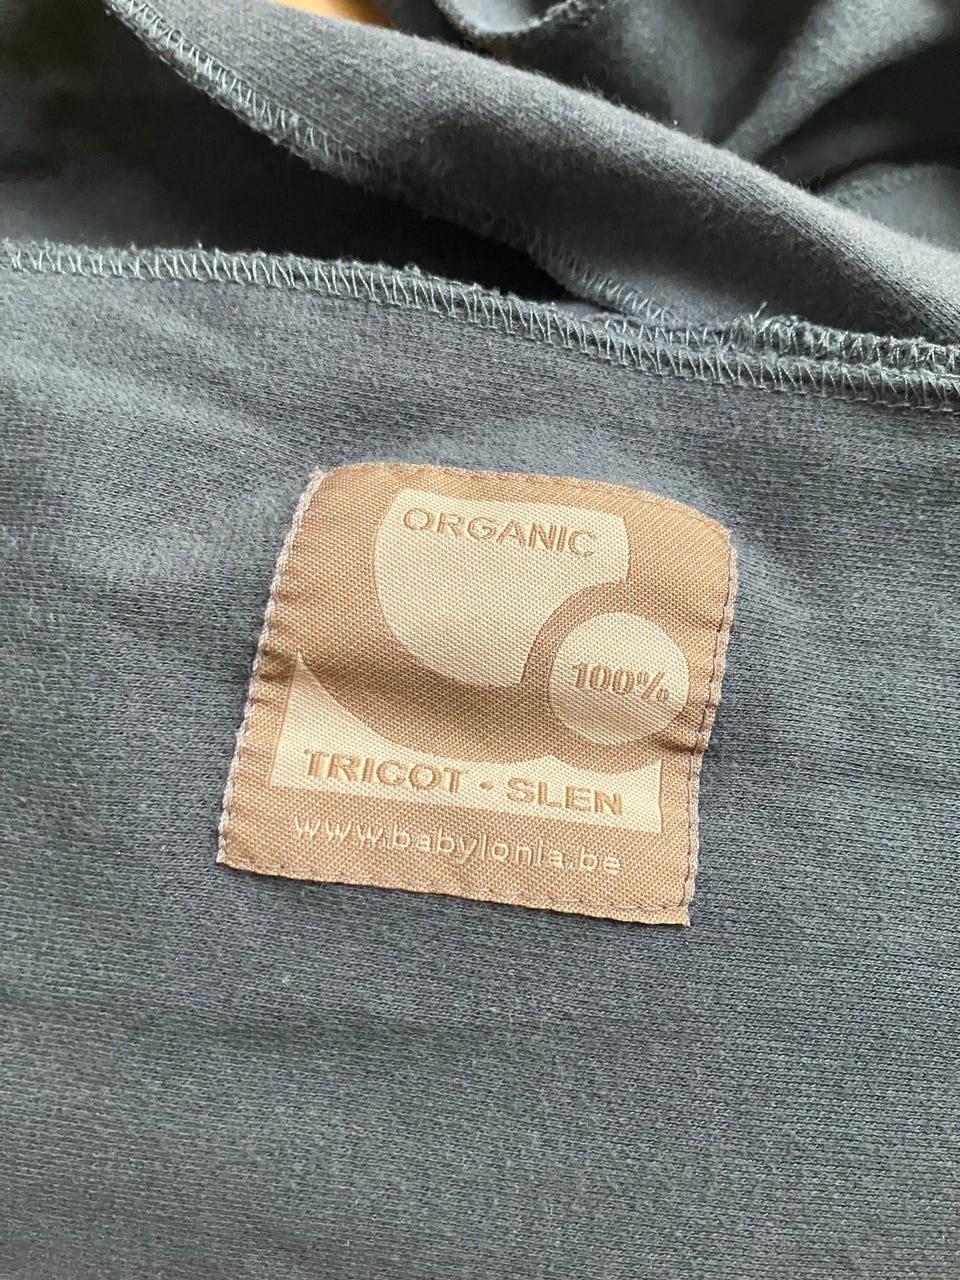 ORGANIC
100%
TRICOT · SLEN
www.babylonia.be